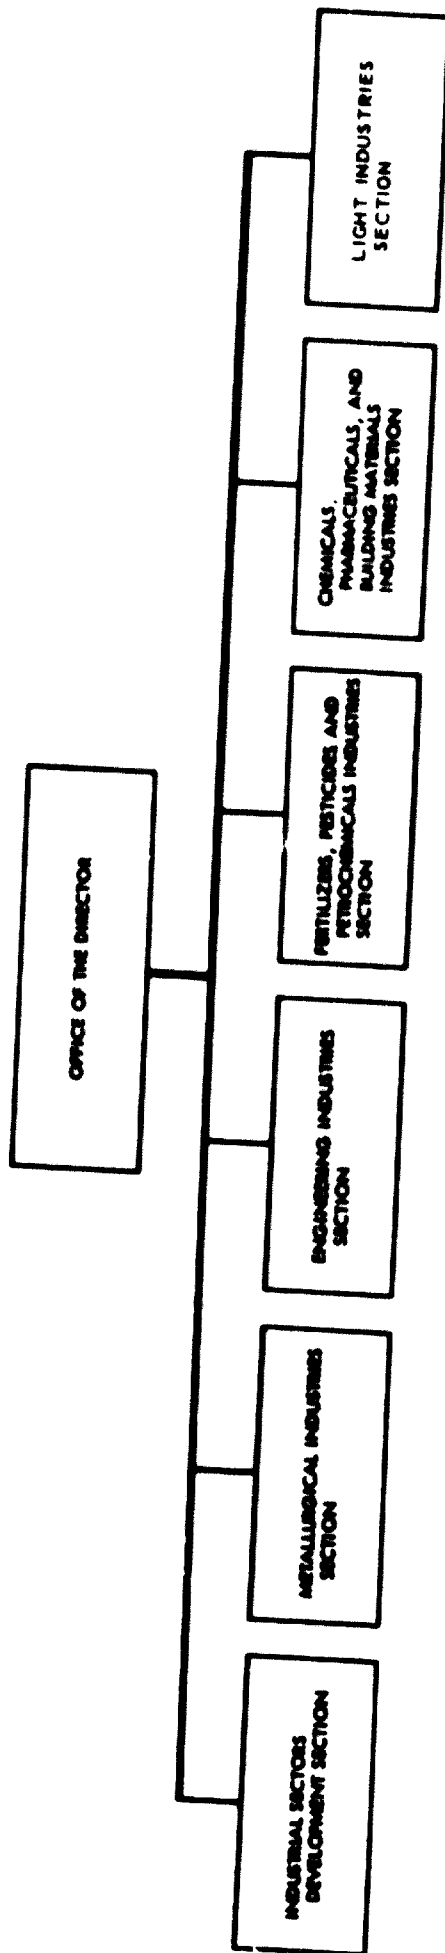 OFFICE OF THE DIRECTOR
INDUSTRIAL SECTORS
DEVELOPMENT SECTION
METALLURGICAL INDUSTRIES
SECTION
ENGINEERING INDUSTRIES
SECTION
FERTILIZERS, PESTICIDES AND
PETROCHEMICALS INDUSTRIES
SECTION
CHEMICALS,
PHARMACEUTICALS, AND
BUILDING MATERIALS
INDUSTRIES SECTION
LIGHT INDUSTRIES
SECTION